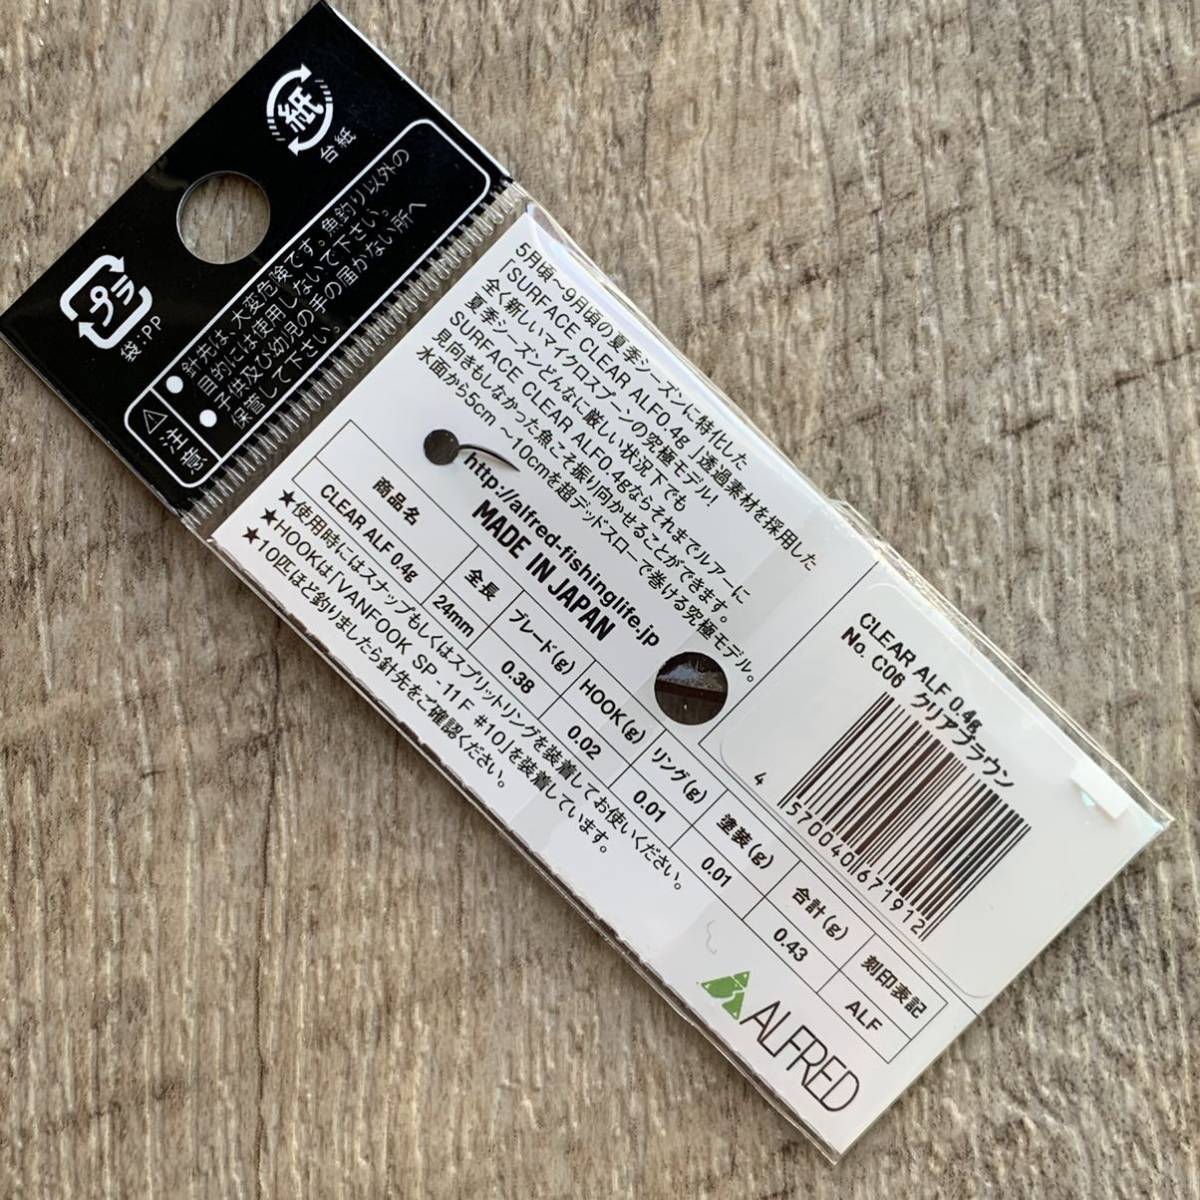 紙
台紙
プラ
袋:PP
⚠注意
●針先は、大変危険です。魚釣り以外の
目的には使用しないで下さい。
●子供及び幼児の手の届かない所へ
保管して下さい。
5月頃〜9月頃の夏季シーズンに特化した
「SURFACE CLEAR ALF0.4g」透過素材を採用した
全く新しいマイクロスプーンの究極モデル!
夏季シーズンどんなに厳しい状況下でも
SURFACE CLEAR ALF0.4gならそれまでルアーに
見向きもしなかった魚こそ振り向かせることができます。
水面から5cm〜10cmを超デッドスローで巻ける究極モデル。
http://alfred-fishinglife.jp
MADE IN JAPAN
商品名 全長 ブレード(g) HOOK(g) リング(g) 塗装(g) 合計(g) 刻印表記
CLEAR ALF 0.4g 24mm 0.38 0.02 0.01 0.01 0.43 ALF
★使用時にはスナップもしくはスプリットリングを装着してお使いください。
★HOOKは「VANFOOK SP-11F #10」を装着しています。
★10匹ほど釣りましたら針先をご確認ください。
CLEAR ALF 0.4g
No. C06 クリアブラウン
4 570040 671912
ALFRED